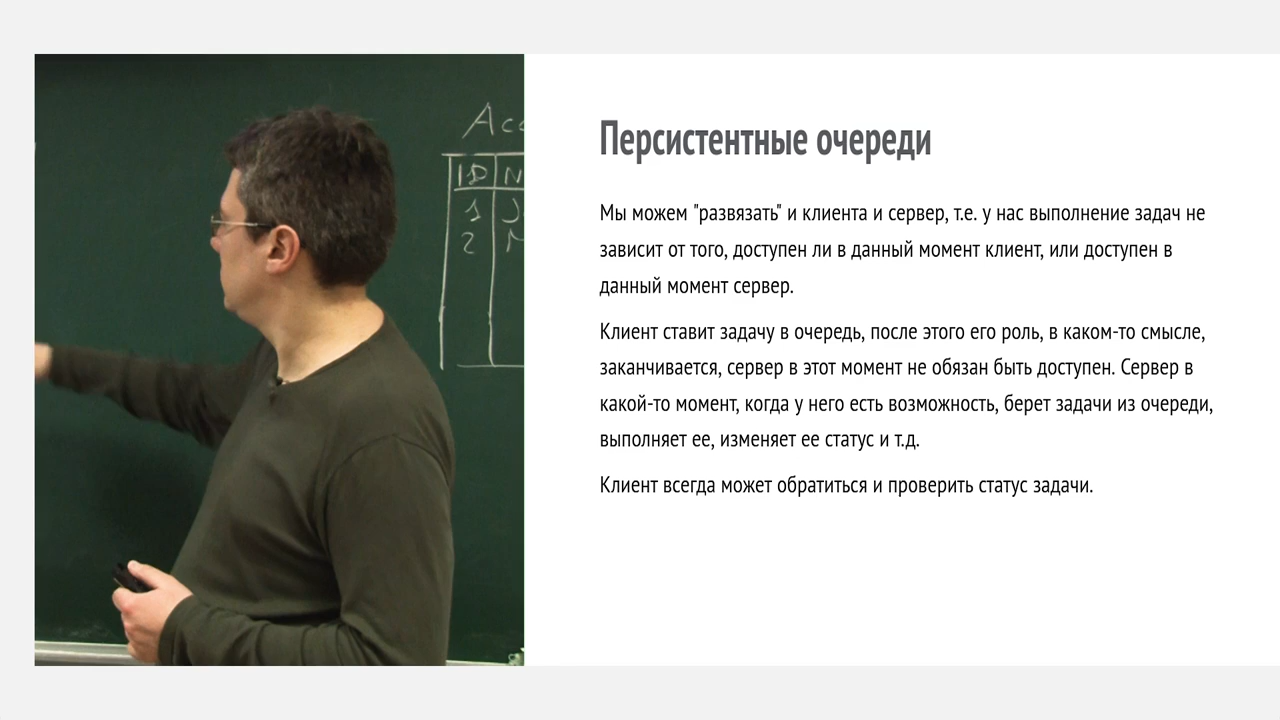 Персистентные очереди
Мы можем "развязать" и клиента и сервер, т.е. у нас выполнение задач не
зависит от того, доступен ли в данный момент клиент, или доступен в
данный момент сервер.
Клиент ставит задачу в очередь, после этого его роль, в каком-то смысле,
заканчивается, сервер в этот момент не обязан быть доступен. Сервер в
какой-то момент, когда у него есть возможность, берет задачи из очереди,
выполняет ее, изменяет ее статус и т.д.
Клиент всегда может обратиться и проверить статус задачи.
ID
1
2